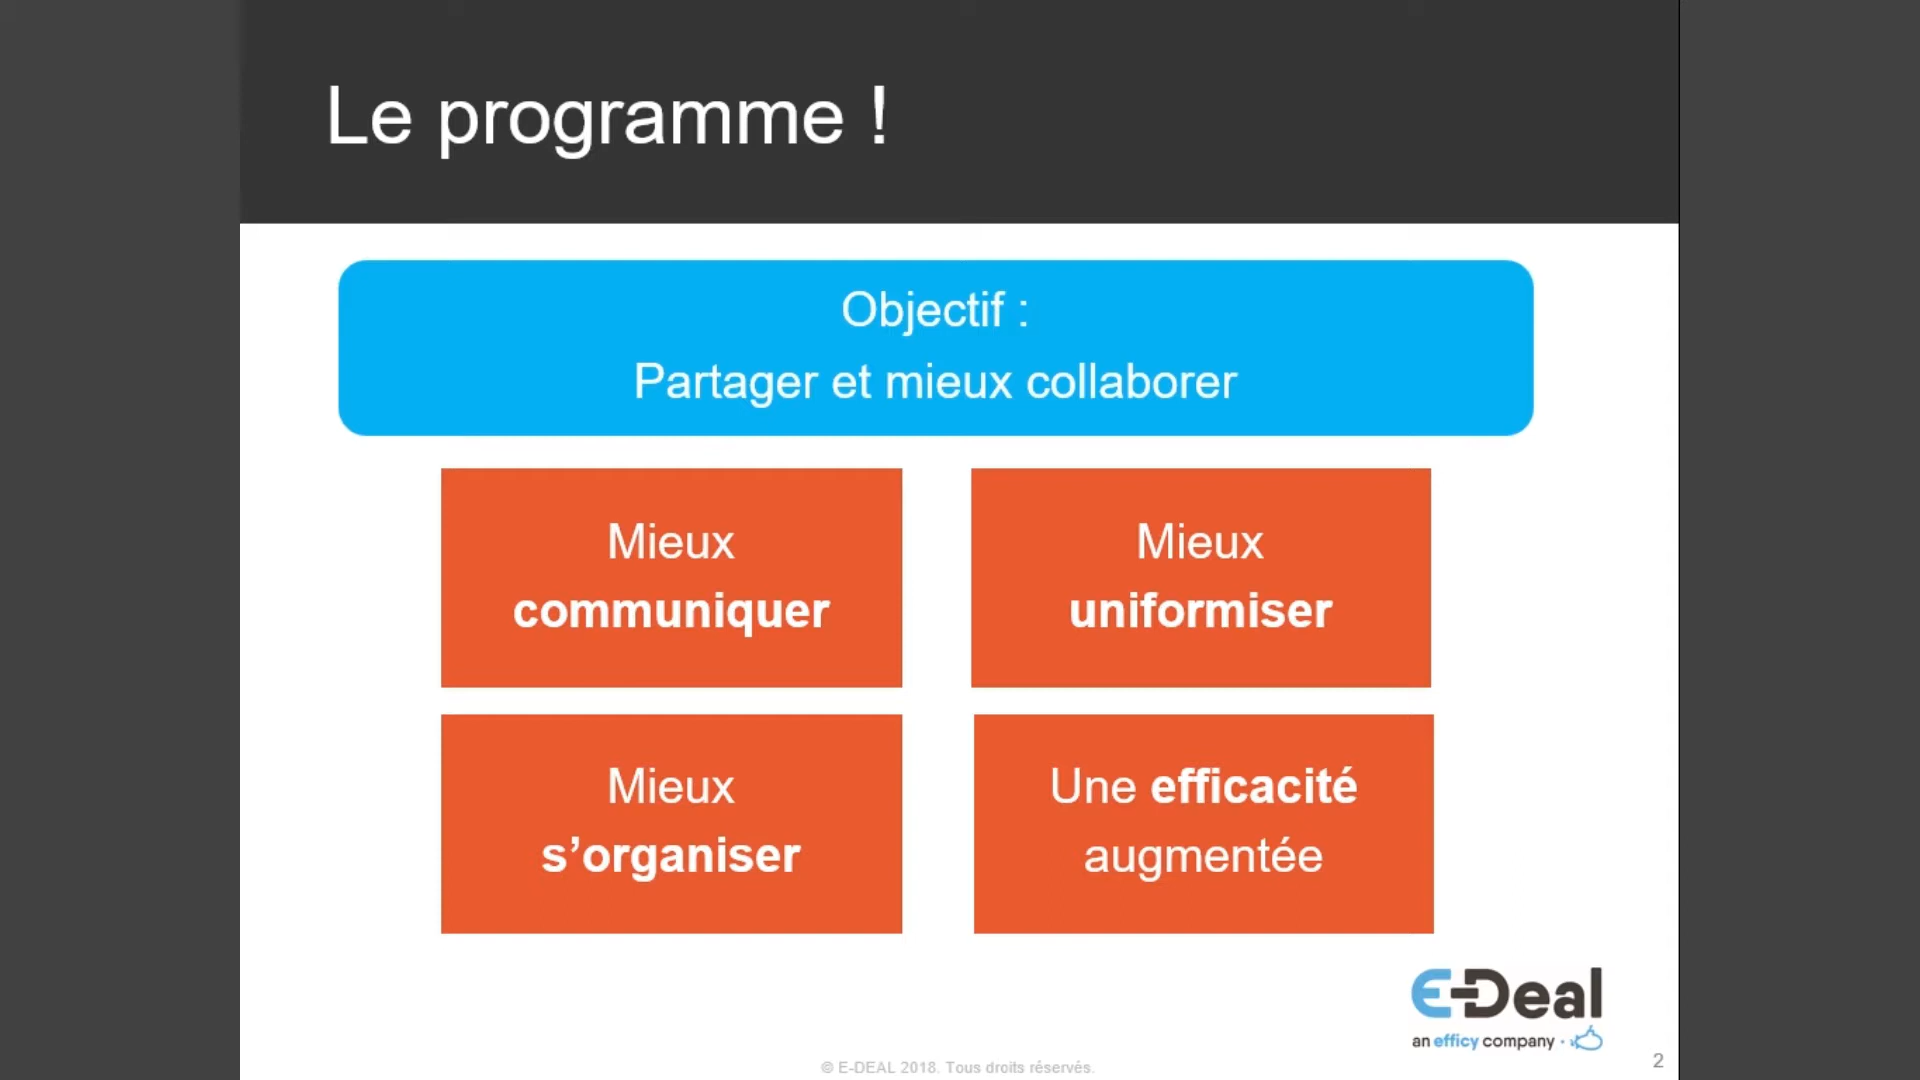 Le programme !
Objectif :
Partager et mieux collaborer
Mieux
communiquer
Mieux
uniformiser
Mieux
s’organiser
Une efficacité
augmentée
E-Deal
an efficy company
© E-DEAL 2018. Tous droits réservés.
2